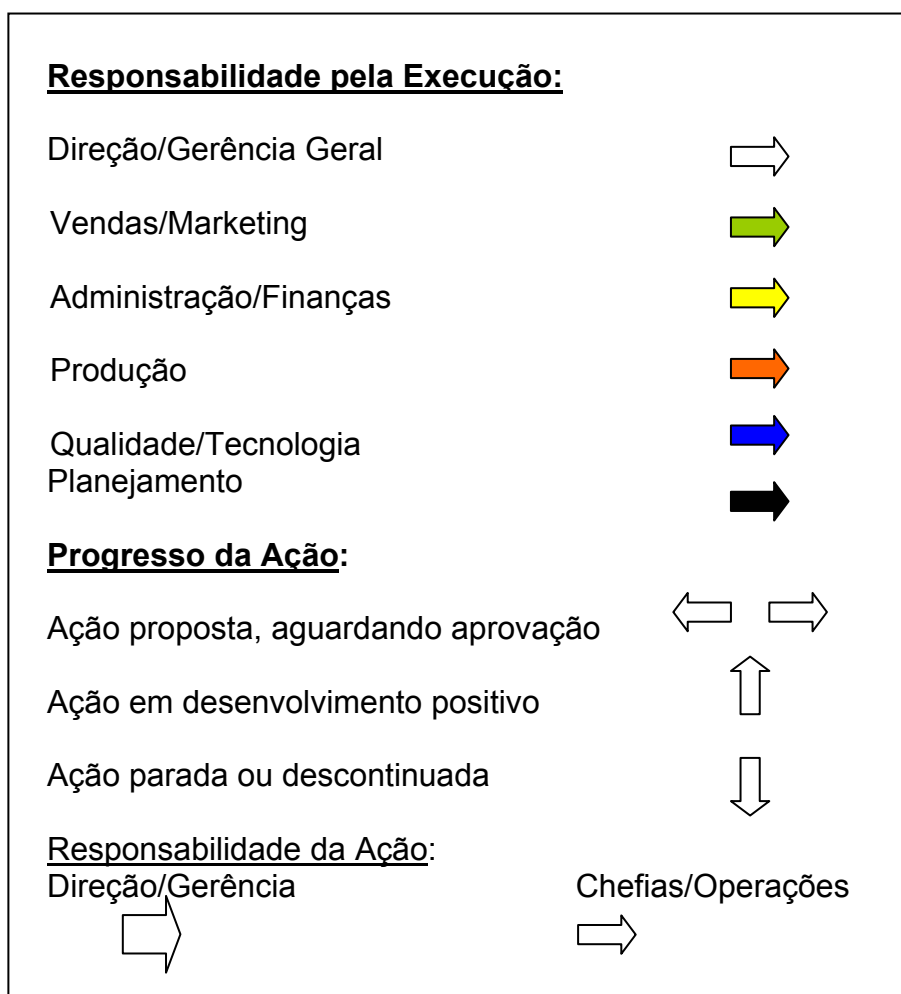 Responsabilidade pela Execução:
Direção/Gerência Geral
Vendas/Marketing
Administração/Finanças
Produção
Qualidade/Tecnologia
Planejamento
Progresso da Ação:
Ação proposta, aguardando aprovação
Ação em desenvolvimento positivo
Ação parada ou descontinuada
Responsabilidade da Ação:
Direção/Gerência Chefias/Operações